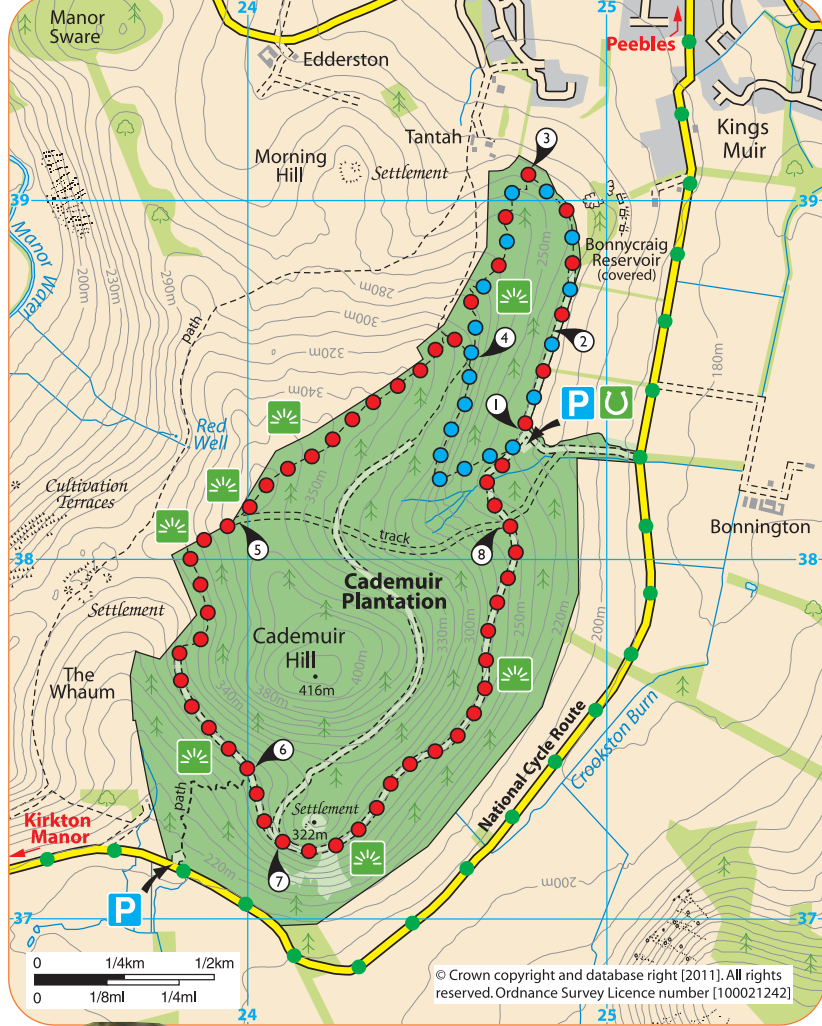 24
25
Manor
Sware
Edderston
Peebles
Tantah
3
Kings
Muir
Morning
Hill
Settlement
39
39
250m
Bonnycraig
Reservoir
(covered)
Manor Water
200m
230m
290m
280m
path
300m
320m
4
2
180m
340m
1
P
Red
Well
350m
Cultivation
Terraces
track
Bonnington
5
8
38
38
Cademuir
Plantation
Settlement
330m
300m
250m
220m
200m
Cademuir
Hill
416m
The
Whaum
340m
380m
400m
6
National Cycle Route
Crookston Burn
path
Settlement
322m
Kirkton
Manor
220m
7
200m
P
37
37
0 1/4km 1/2km
0 1/8ml 1/4ml
© Crown copyright and database right [2011]. All rights
reserved. Ordnance Survey Licence number [100021242]
24
25